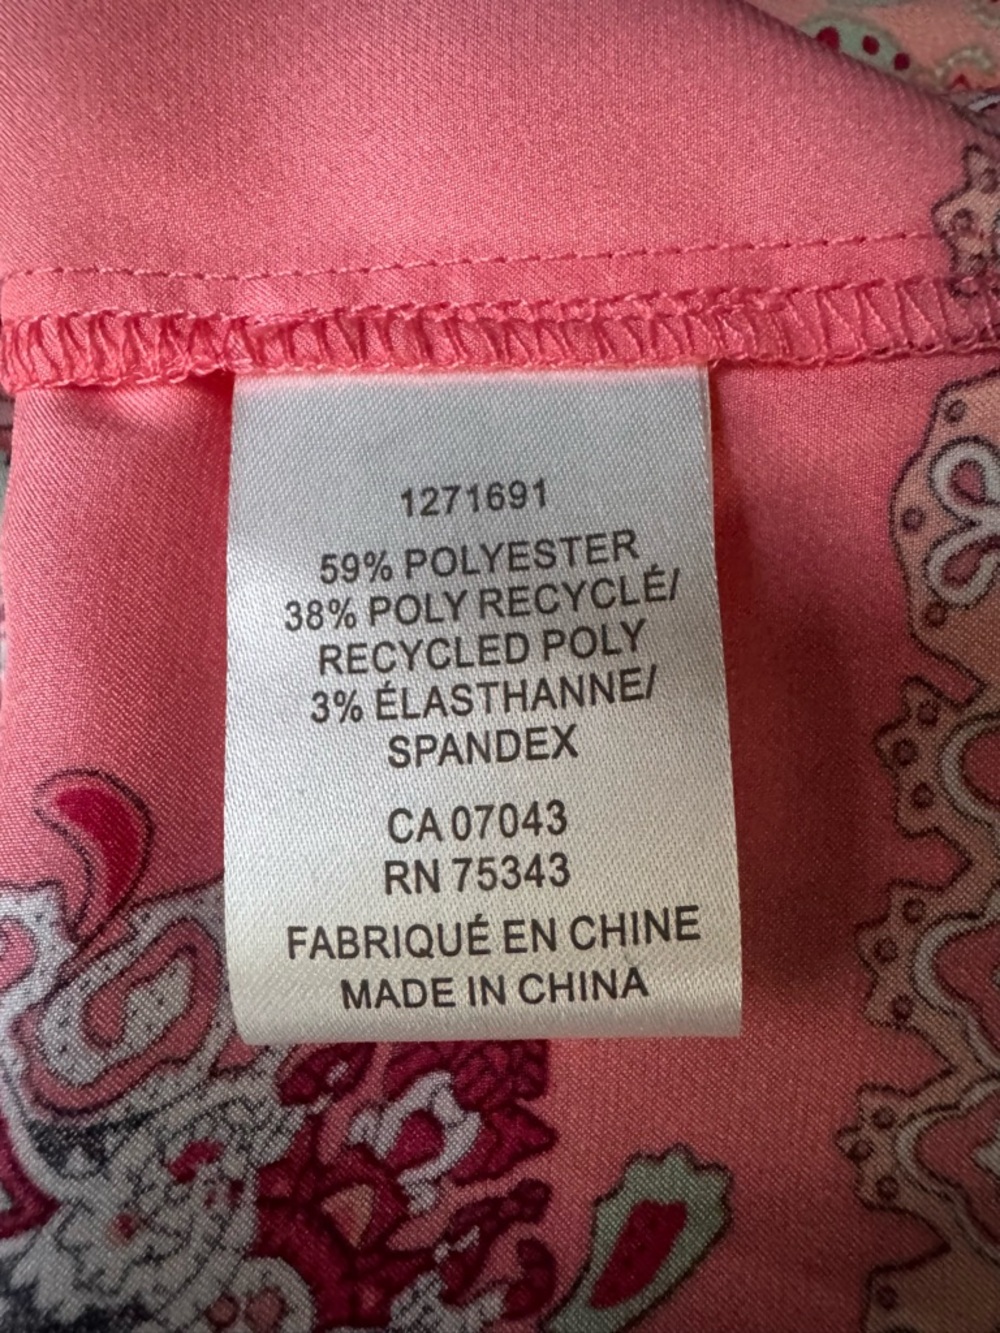 1271691
59% POLYESTER
38% POLY RECYCLÉ/
RECYCLED POLY
3% ÉLASTHANNE/
SPANDEX
CA 07043
RN 75343
FABRIQUÉ EN CHINE
MADE IN CHINA